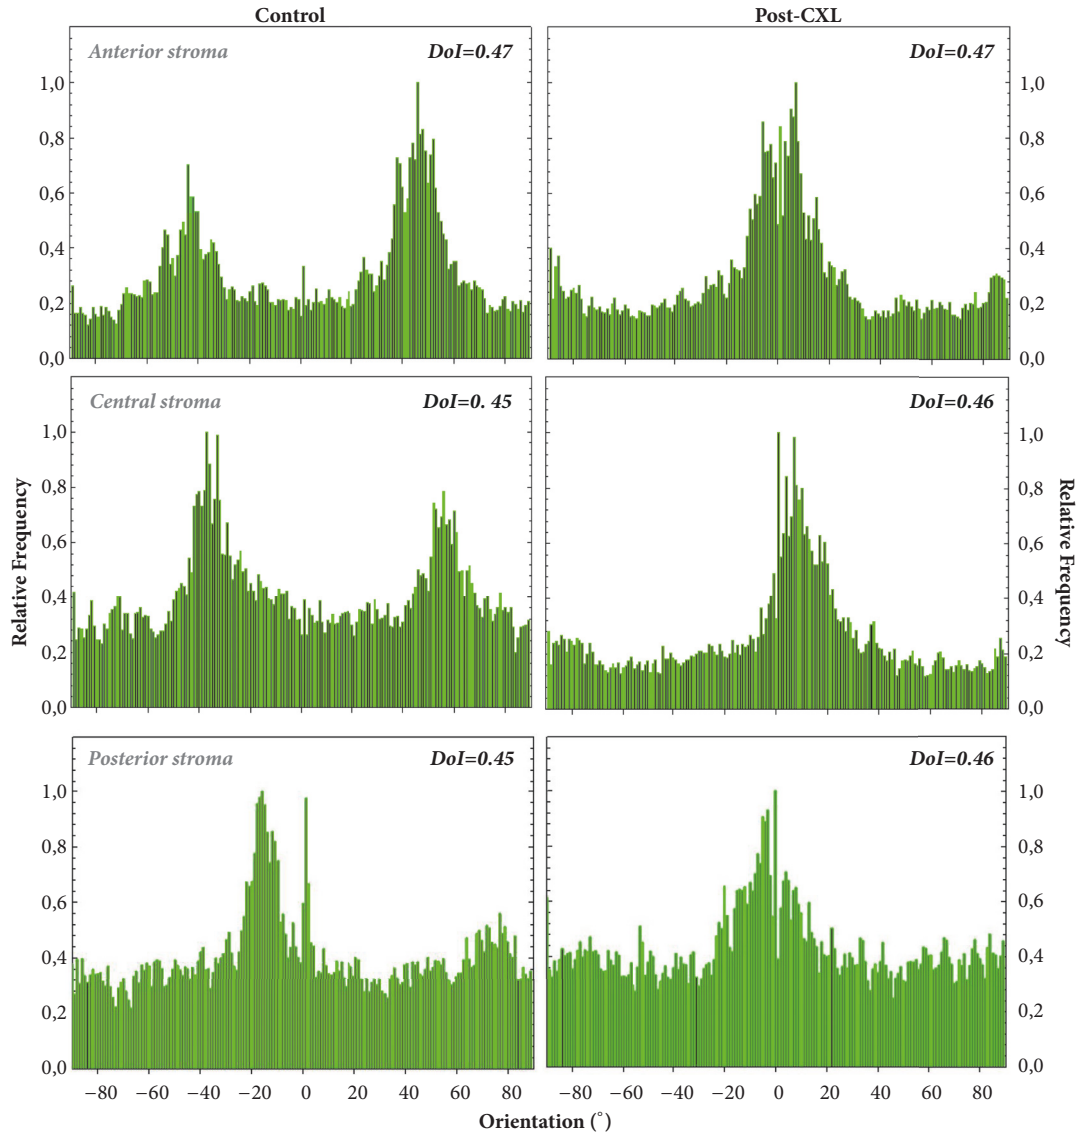 Control Post-CXL
Anterior stroma DoI=0.47 DoI=0.47
1,0 1,0
0,8 0,8
0,6 0,6
0,4 0,4
0,2 0,2
0,0 0,0
Central stroma DoI=0. 45 DoI=0.46
1,0 1,0
0,8 0,8
0,6 0,6
0,4 0,4
0,2 0,2
0,0 0,0
Relative Frequency
Relative Frequency
Posterior stroma DoI=0.45 DoI=0.46
1,0 1,0
0,8 0,8
0,6 0,6
0,4 0,4
0,2 0,2
0,0 0,0
−80 −60 −40 −20 0 20 40 60 80 −80 −60 −40 −20 0 20 40 60 80
Orientation (°)